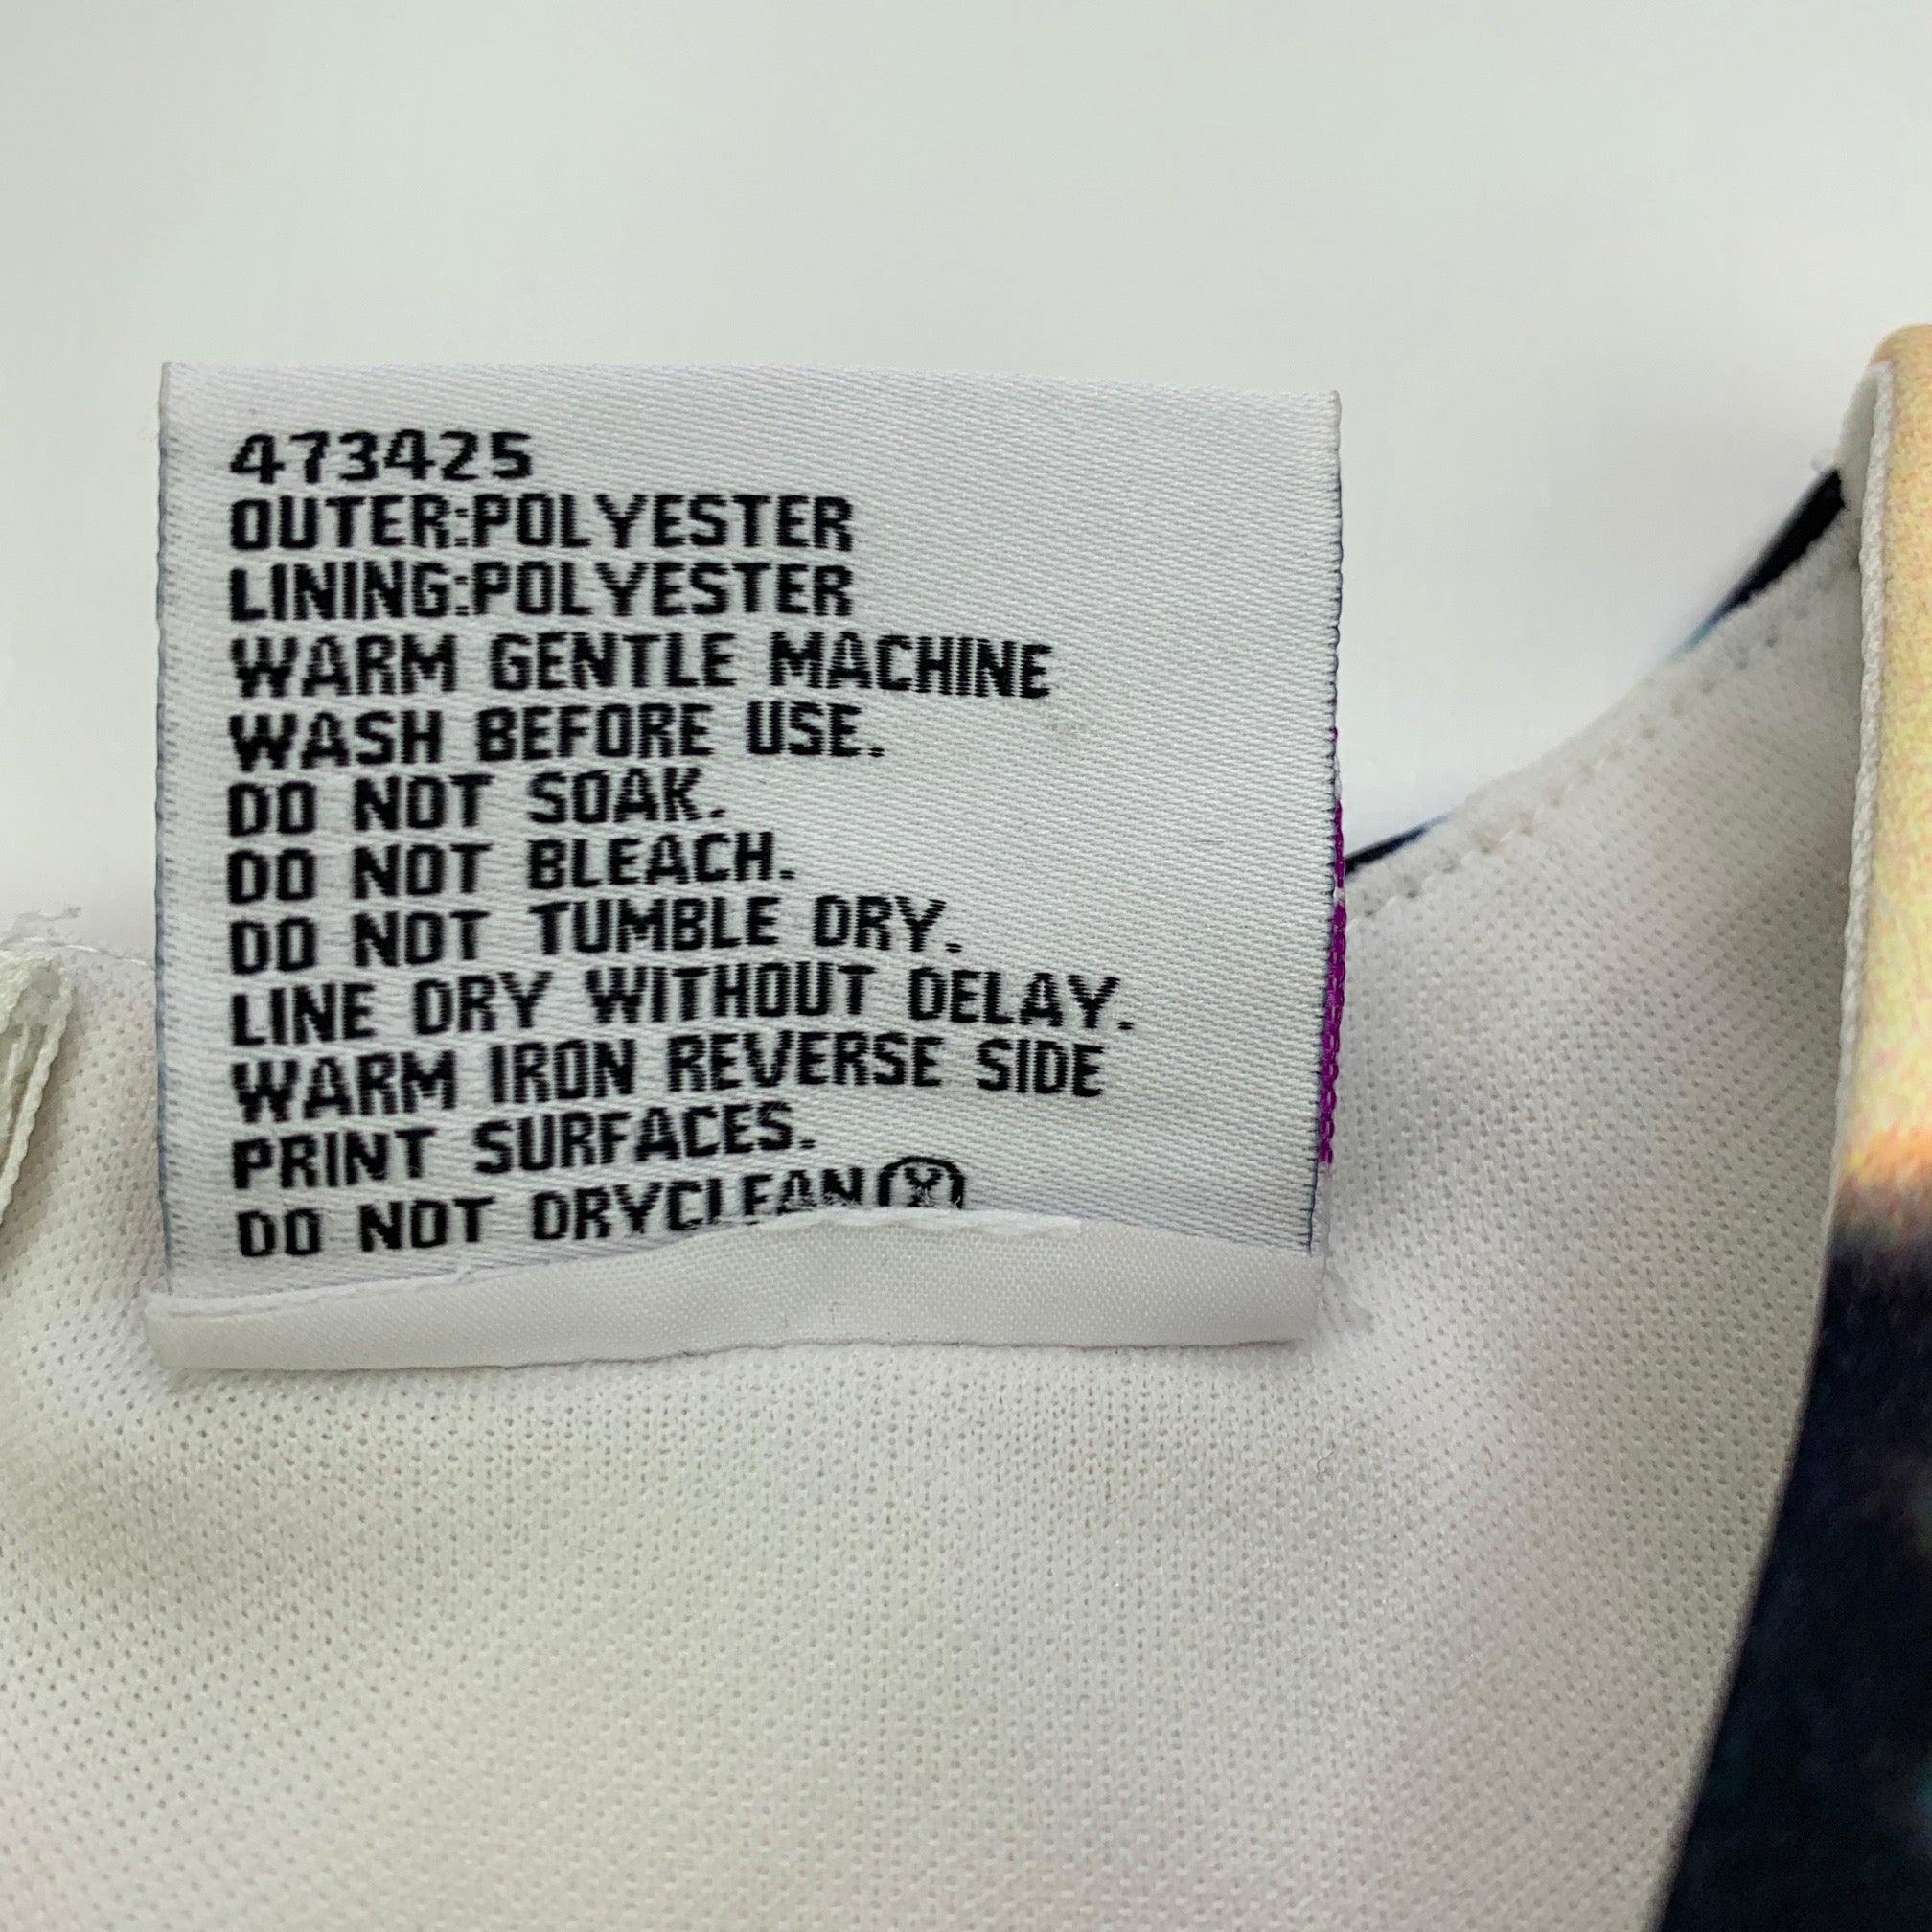 473425
OUTER:POLYESTER
LINING:POLYESTER
WARM GENTLE MACHINE
WASH BEFORE USE.
DO NOT SOAK.
DO NOT BLEACH.
DO NOT TUMBLE DRY.
LINE DRY WITHOUT DELAY.
WARM IRON REVERSE SIDE
PRINT SURFACES.
DO NOT DRYCLEAN